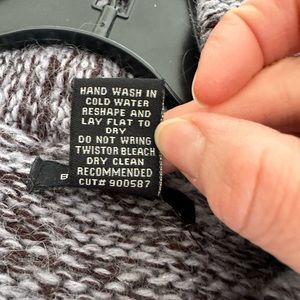 HAND WASH IN
COLD WATER
RESHAPE AND
LAY FLAT TO
DRY
DO NOT WRING
TWISTOR BLEACH
DRY CLEAN
RECOMMENDED
CUT# 900587